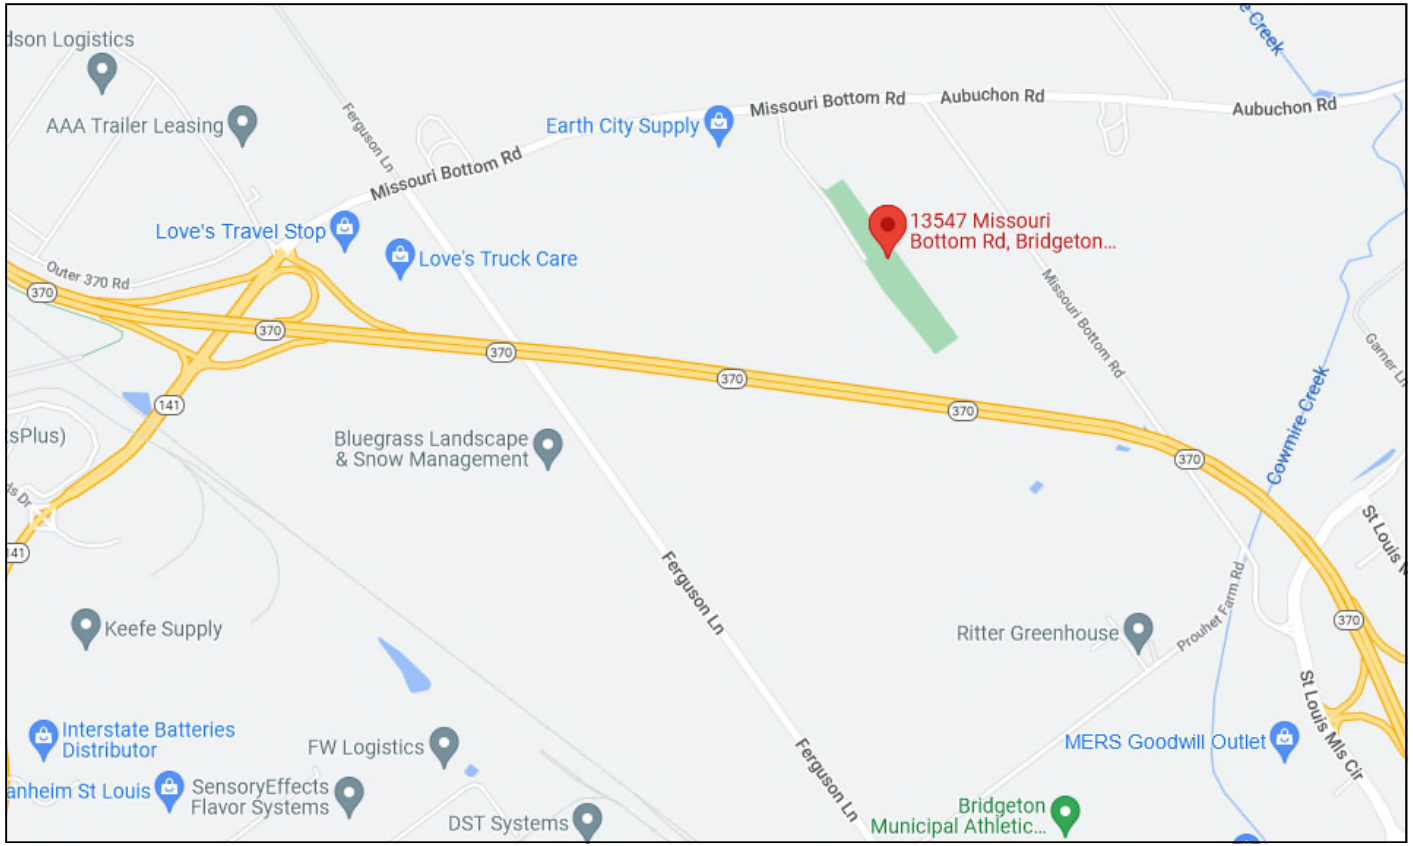 e Creek
dson Logistics
Missouri Bottom Rd
Aubuchon Rd
Aubuchon Rd
AAA Trailer Leasing
Earth City Supply
Ferguson Ln
Missouri Bottom Rd
13547 Missouri
Bottom Rd, Bridgeton...
Love's Travel Stop
Love's Truck Care
Outer 370 Rd
370
370
370
370
370
Missouri Bottom Rd
Garner Ln
141
Cowmire Creek
sPlus)
Bluegrass Landscape
& Snow Management
370
ds Dr
141
St Louis M
Ferguson Ln
Prouhet Farm Rd
Keefe Supply
Ritter Greenhouse
370
St Louis Mls Cir
Interstate Batteries
Distributor
FW Logistics
MERS Goodwill Outlet
anheim St Louis
SensoryEffects
Flavor Systems
Ferguson Ln
DST Systems
Bridgeton
Municipal Athletic...